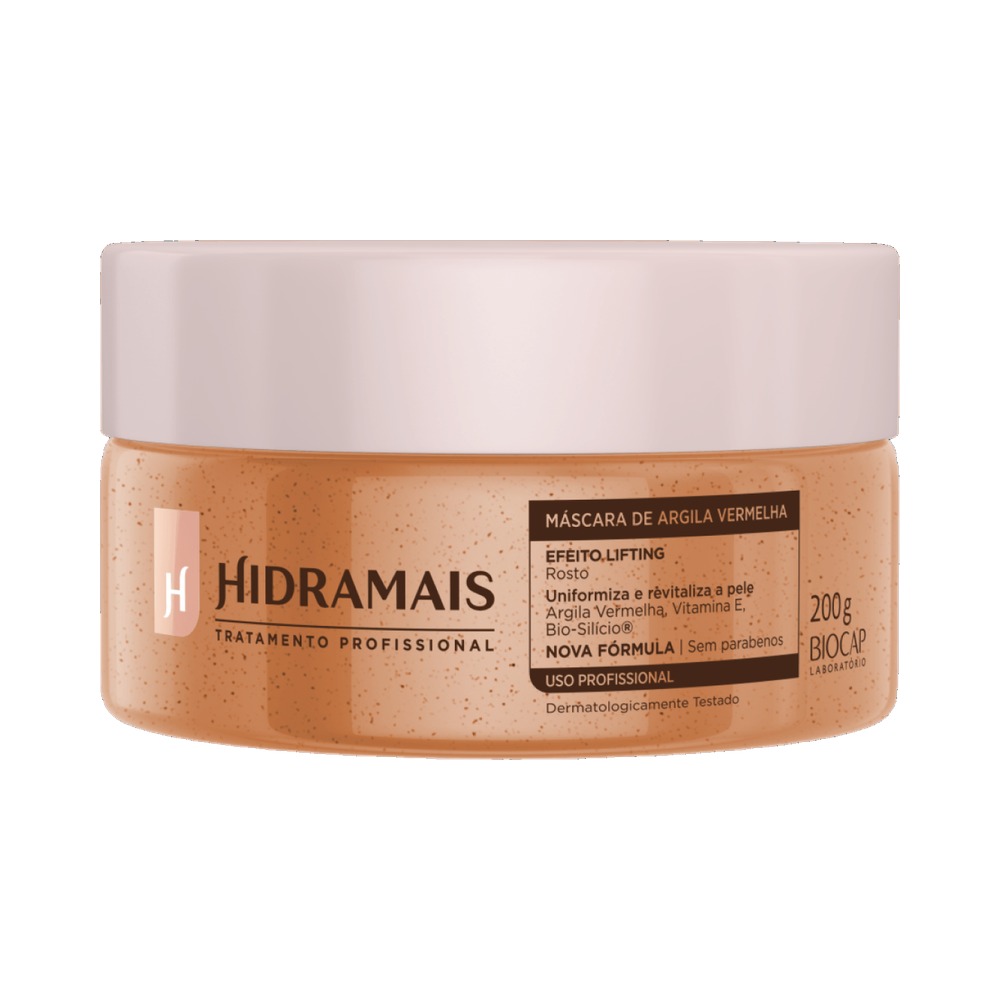 H
HIDRAMAIS
TRATAMENTO PROFISSIONAL
MÁSCARA DE ARGILA VERMELHA
EFEITO LIFTING
Rosto
Uniformiza e revitaliza a pele
Argila Vermelha, Vitamina E,
Bio-Silício®
NOVA FÓRMULA | Sem parabenos
USO PROFISSIONAL
Dermatologicamente Testado
200g
BIOCAP
LABORATÓRIO